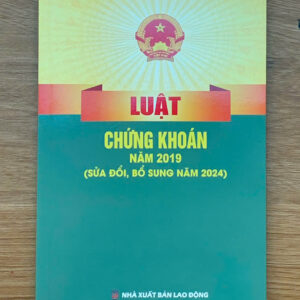 LUẬT
CHỨNG KHOÁN
NĂM 2019
(SỬA ĐỔI, BỔ SUNG NĂM 2024)
NHÀ XUẤT BẢN LAO ĐỘNG